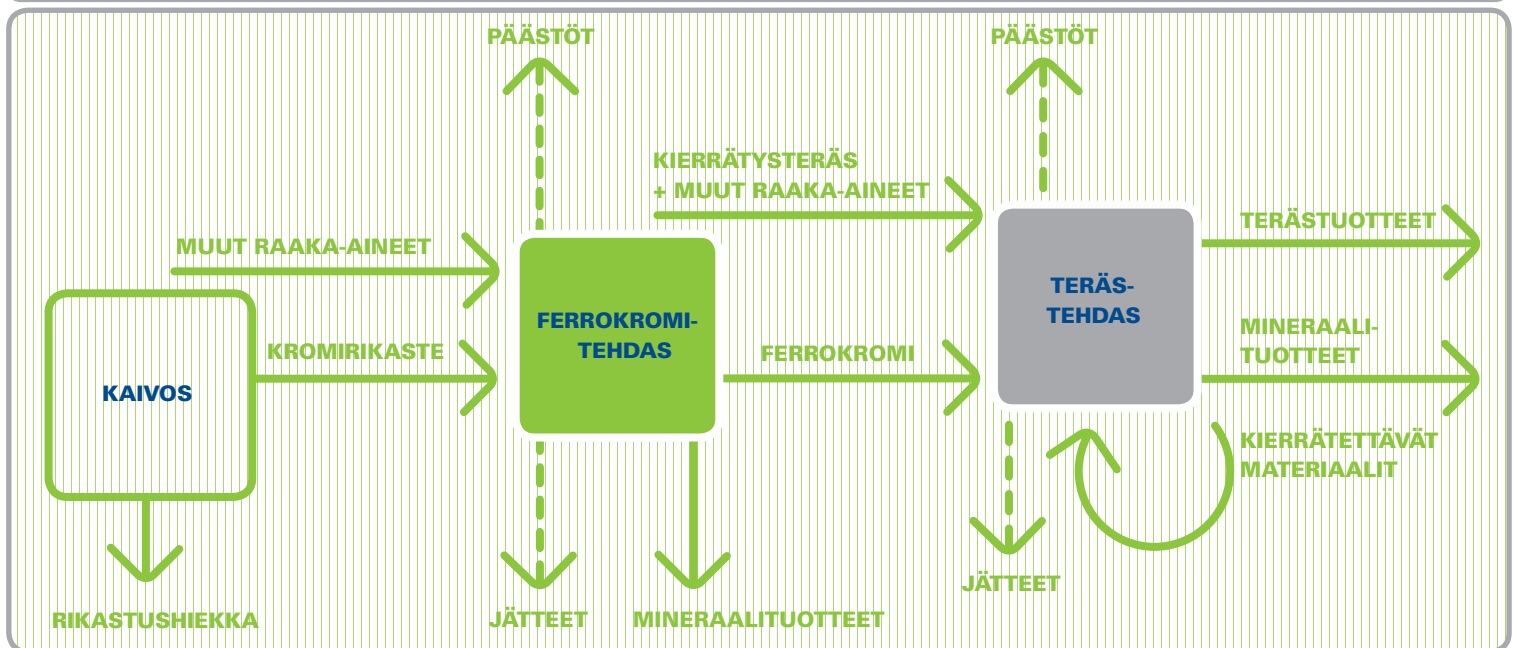 PÄÄSTÖT
PÄÄSTÖT
KIERRÄTYSTERÄS
+ MUUT RAAKA-AINEET
MUUT RAAKA-AINEET
TERÄSTUOTTEET
TERÄS-
TEHDAS
FERROKROMI-
TEHDAS
KROMIRIKASTE
FERROKROMI
MINERAALI-
TUOTTEET
KAIVOS
KIERRÄTETTÄVÄT
MATERIAALIT
JÄTTEET
RIKASTUSHIEKKA
JÄTTEET
MINERAALITUOTTEET